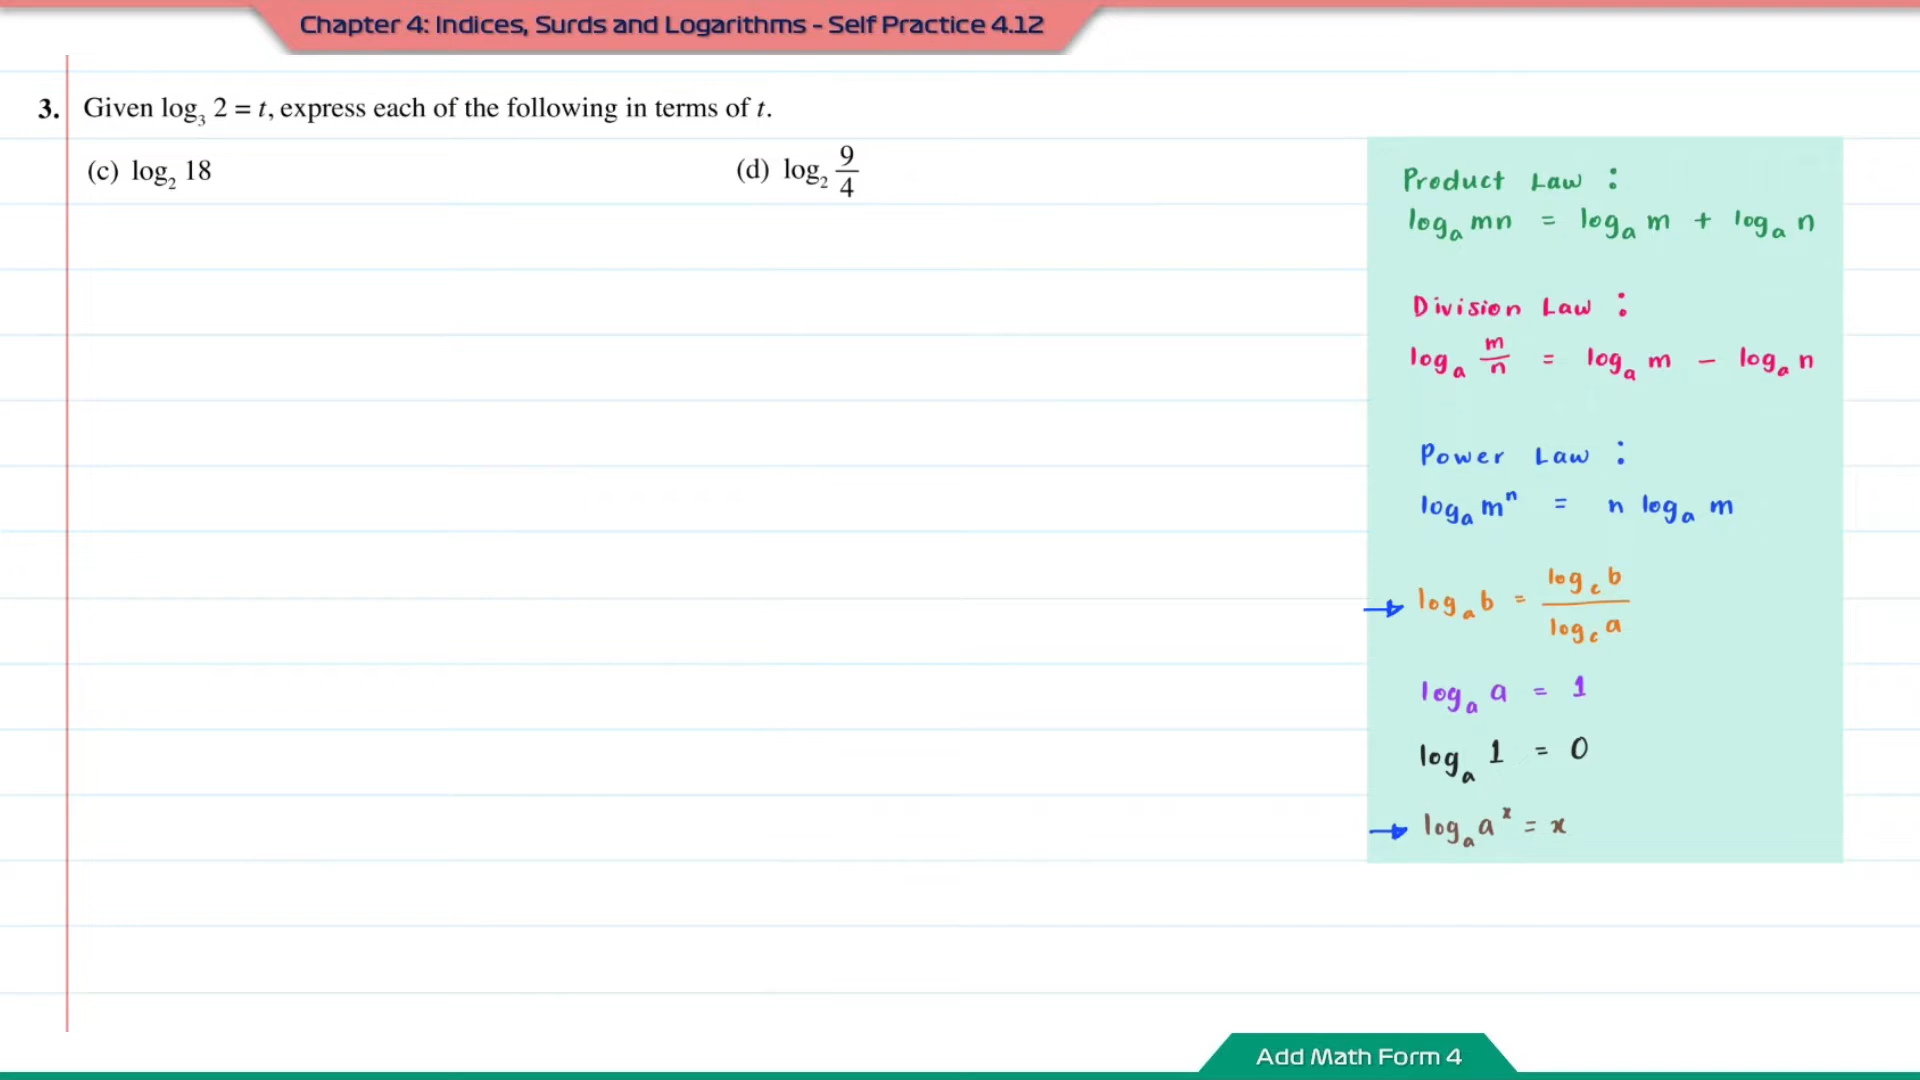 Chapter 4: Indices, Surds and Logarithms - Self Practice 4.12
3. Given log₃ 2 = t, express each of the following in terms of t.
(c) log₂ 18
(d) log₂ 9/4
Product Law :
logₐ mn = logₐ m + logₐ n
Division Law :
logₐ m/n = logₐ m − logₐ n
Power Law :
logₐ mⁿ = n logₐ m
logₐ b = log_c b / log_c a
logₐ a = 1
logₐ 1 = 0
logₐ aˣ = x
Add Math Form 4